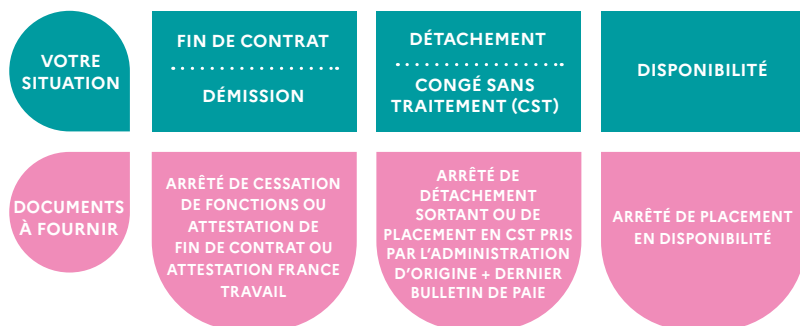 VOTRE
SITUATION
FIN DE CONTRAT
DÉMISSION
DÉTACHEMENT
CONGÉ SANS
TRAITEMENT (CST)
DISPONIBILITÉ
DOCUMENTS
À FOURNIR
ARRÊTÉ DE CESSATION
DE FONCTIONS OU
ATTESTATION DE
FIN DE CONTRAT OU
ATTESTATION FRANCE
TRAVAIL
ARRÊTÉ DE
DÉTACHEMENT
SORTANT OU DE
PLACEMENT EN CST PRIS
PAR L’ADMINISTRATION
D’ORIGINE + DERNIER
BULLETIN DE PAIE
ARRÊTÉ DE PLACEMENT
EN DISPONIBILITÉ